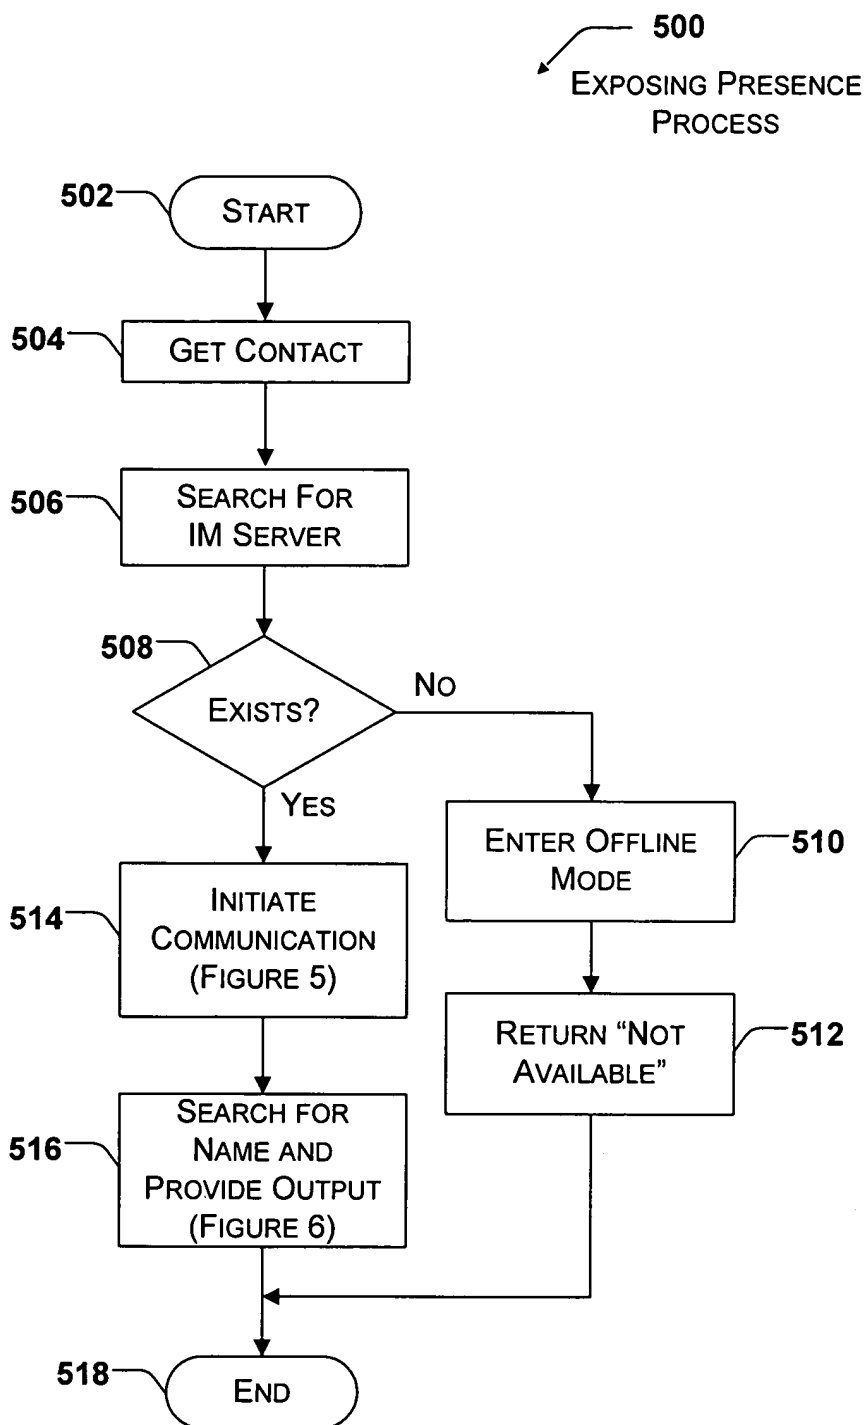 500
EXPOSING PRESENCE
PROCESS
502
START
504
GET CONTACT
506
SEARCH FOR
IM SERVER
508
EXISTS?
NO
YES
ENTER OFFLINE
MODE
510
514
INITIATE
COMMUNICATION
(FIGURE 5)
RETURN “NOT
AVAILABLE”
512
516
SEARCH FOR
NAME AND
PROVIDE OUTPUT
(FIGURE 6)
518
END